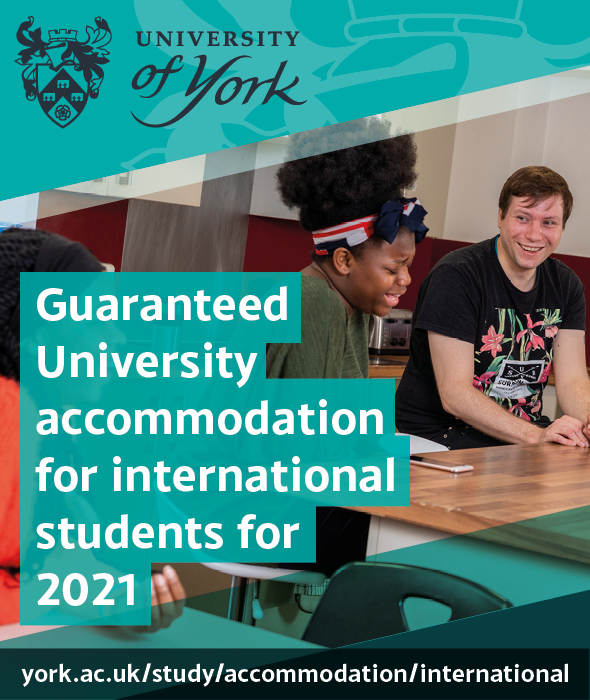 UNIVERSITY
of York
Guaranteed
University
accommodation
for international
students for
2021
york.ac.uk/study/accommodation/international